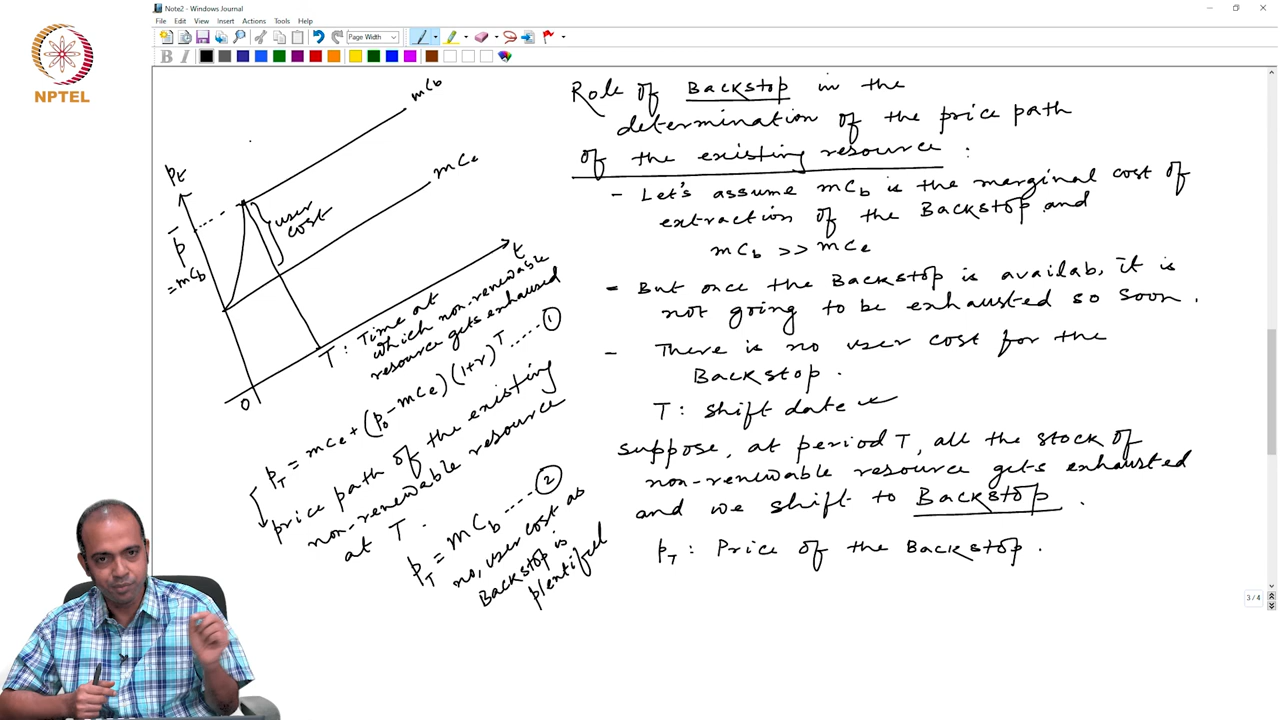 Note2 - Windows Journal
File Edit View Insert Actions Tools Help
Page Width
B I
NPTEL
Role of Backstop in the
determination of the price path
of the existing resource :
- Let's assume mCb is the marginal cost of
extraction of the Backstop and
mCb >> mCe
- But once the Backstop is availab, it is
not going to be exhausted so soon.
- There is no user cost for the
Backstop.
T: shift date
suppose, at period T, all the stock of
non-renewable resource gets exhausted
and we shift to Backstop.
pT : Price of the Backstop.
mCb
mCe
pt
p̄
= mCb
user
cost
t
0
T : Time at
which non-renewable
resource gets exhaused
pT = mCe + (p0 - mCe)(1+r)^T ..... 1
price path of the existing
non-renewable resource
at T.
pT = mCb ..... 2
no, user cost as
Backstop is
plentiful
3/4